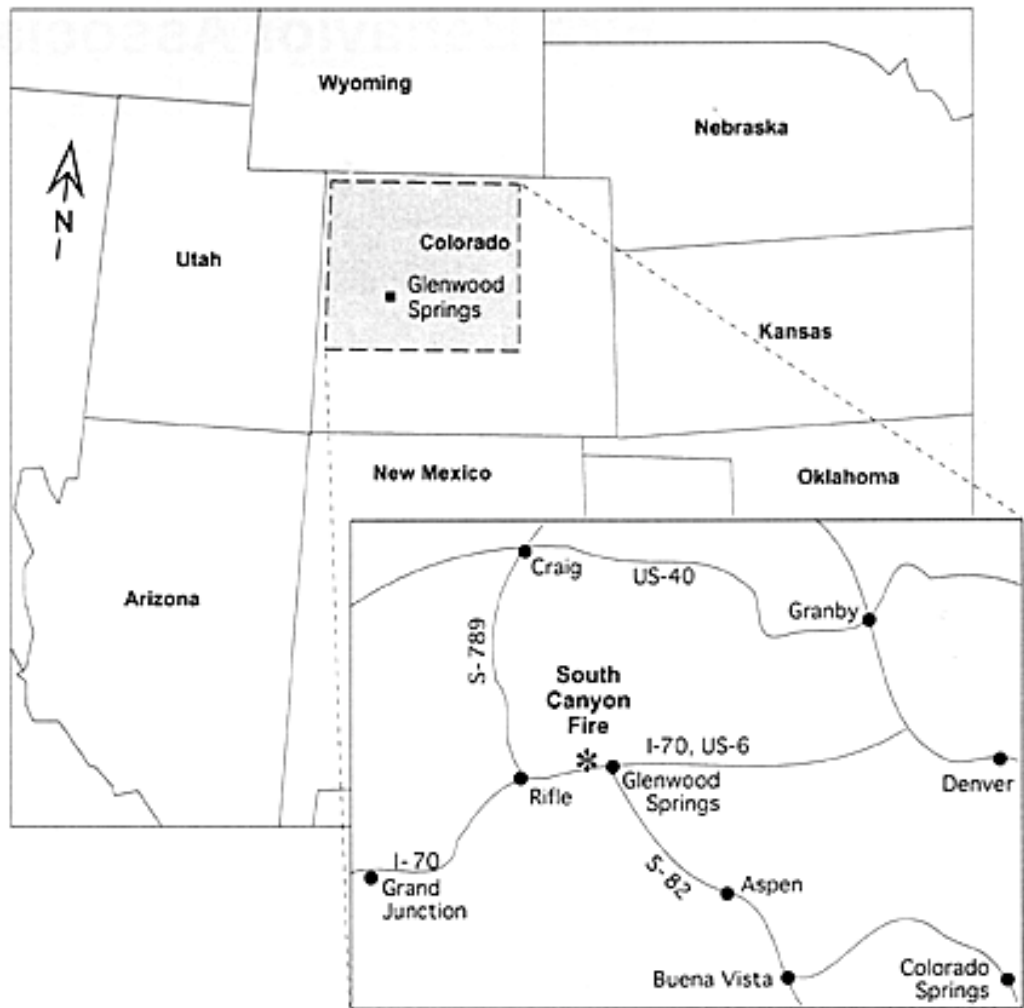 Wyoming
Nebraska
N
Utah
Colorado
Glenwood
Springs
Kansas
New Mexico
Oklahoma
Arizona
Craig
US-40
Granby
S-789
South
Canyon
Fire
I-70, US-6
Rifle
Glenwood
Springs
Denver
I-70
Grand
Junction
S-82
Aspen
Buena Vista
Colorado
Springs